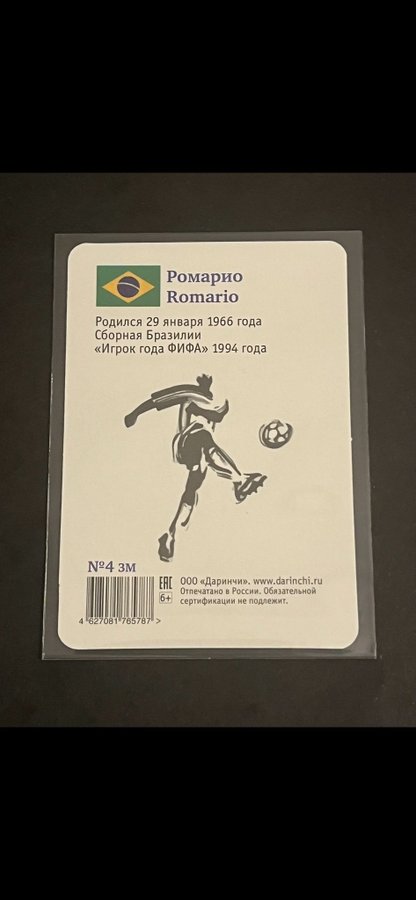 Ромарио
Romario
Родился 29 января 1966 года
Сборная Бразилии
«Игрок года ФИФА» 1994 года
№4 зм
EAC
6+
ООО «Даринчи». www.darinchi.ru
Отпечатано в России. Обязательной
сертификации не подлежит.
4 627081 765787 >